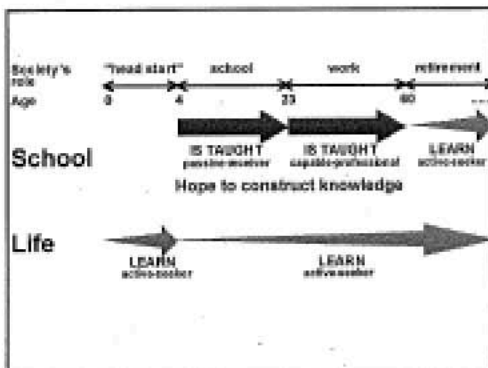 Society's role "head start" school work retirement
Age 0 4 23 60 ....
School
IS TAUGHT IS TAUGHT LEARN
passive-receiver capable-professional active-seeker
Hope to construct knowledge
Life
LEARN LEARN
active-seeker active-seeker